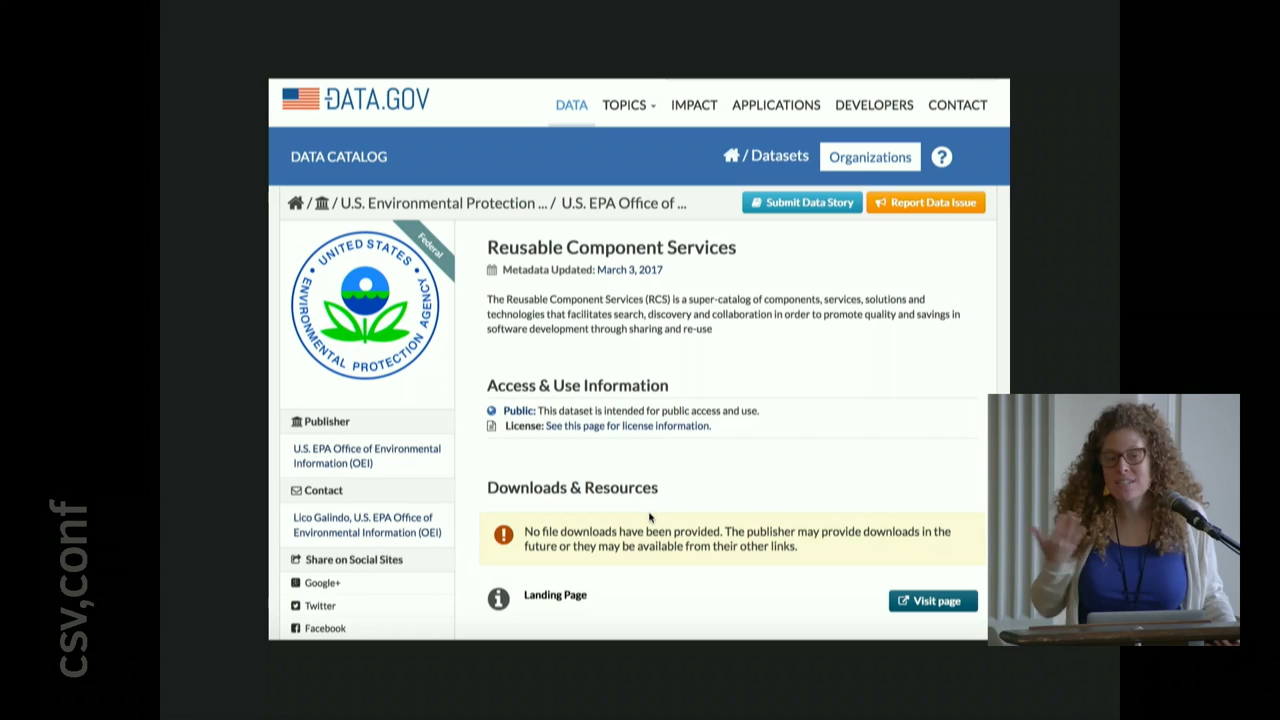 DATA.GOV
DATA TOPICS IMPACT APPLICATIONS DEVELOPERS CONTACT
DATA CATALOG
/ Datasets Organizations ?
/ / U.S. Environmental Protection ... / U.S. EPA Office of ...
Submit Data Story Report Data Issue
Federal
UNITED STATES
ENVIRONMENTAL PROTECTION AGENCY
Publisher
U.S. EPA Office of Environmental
Information (OEI)
Contact
Lico Galindo, U.S. EPA Office of
Environmental Information (OEI)
Share on Social Sites
Google+
Twitter
Facebook
Reusable Component Services
Metadata Updated: March 3, 2017
The Reusable Component Services (RCS) is a super-catalog of components, services, solutions and
technologies that facilitates search, discovery and collaboration in order to promote quality and savings in
software development through sharing and re-use
Access & Use Information
Public: This dataset is intended for public access and use.
License: See this page for license information.
Downloads & Resources
No file downloads have been provided. The publisher may provide downloads in the
future or they may be available from their other links.
Landing Page
Visit page
csv,conf